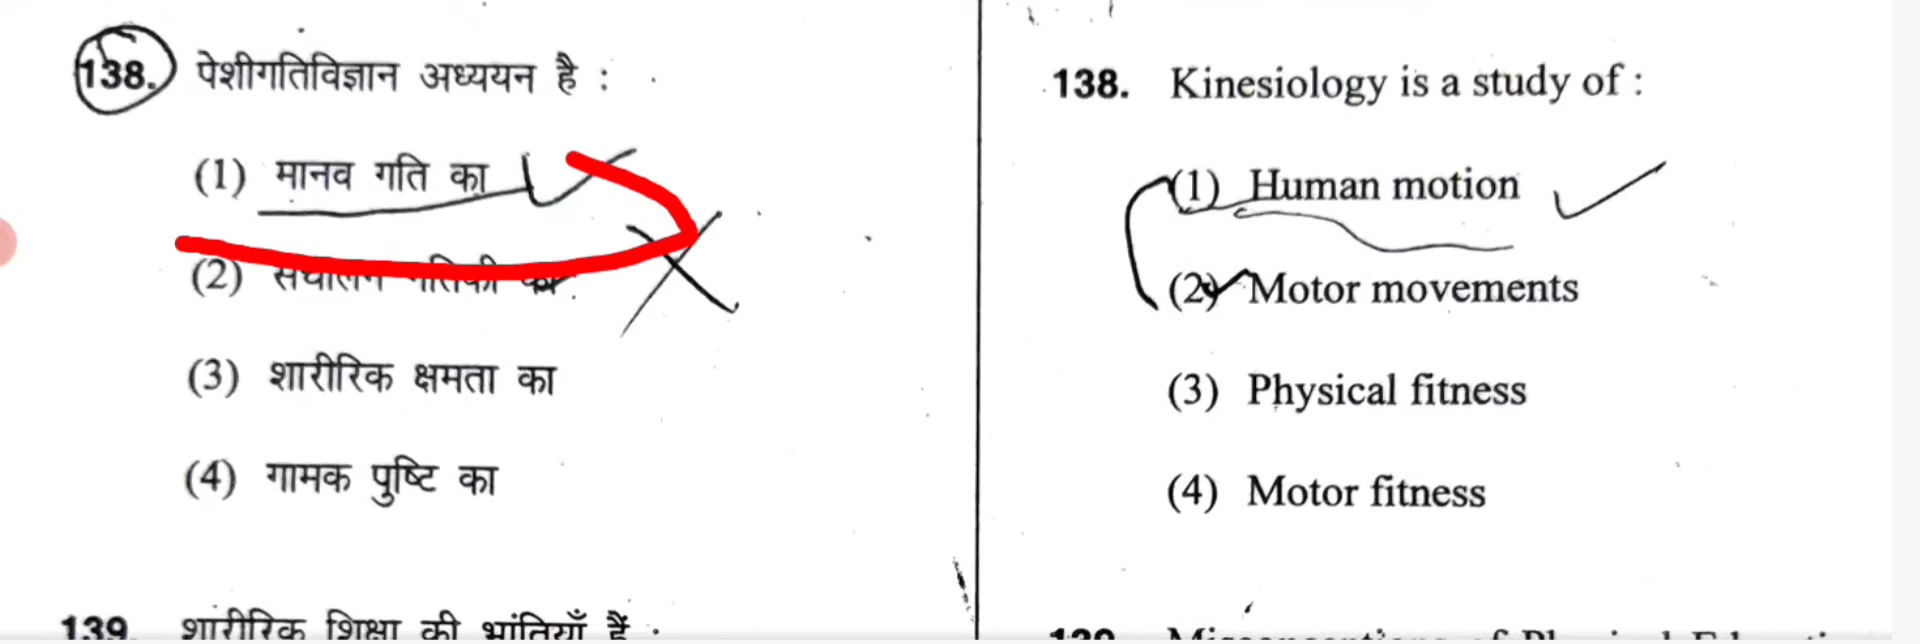 138. पेशीगतिविज्ञान अध्ययन है :
(1) मानव गति का
(2)
(3) शारीरिक क्षमता का
(4) गामक पुष्टि का
139. शारीरिक शिक्षा की भ्रांतियाँ हैं :
138. Kinesiology is a study of :
(1) Human motion
(2) Motor movements
(3) Physical fitness
(4) Motor fitness
139.